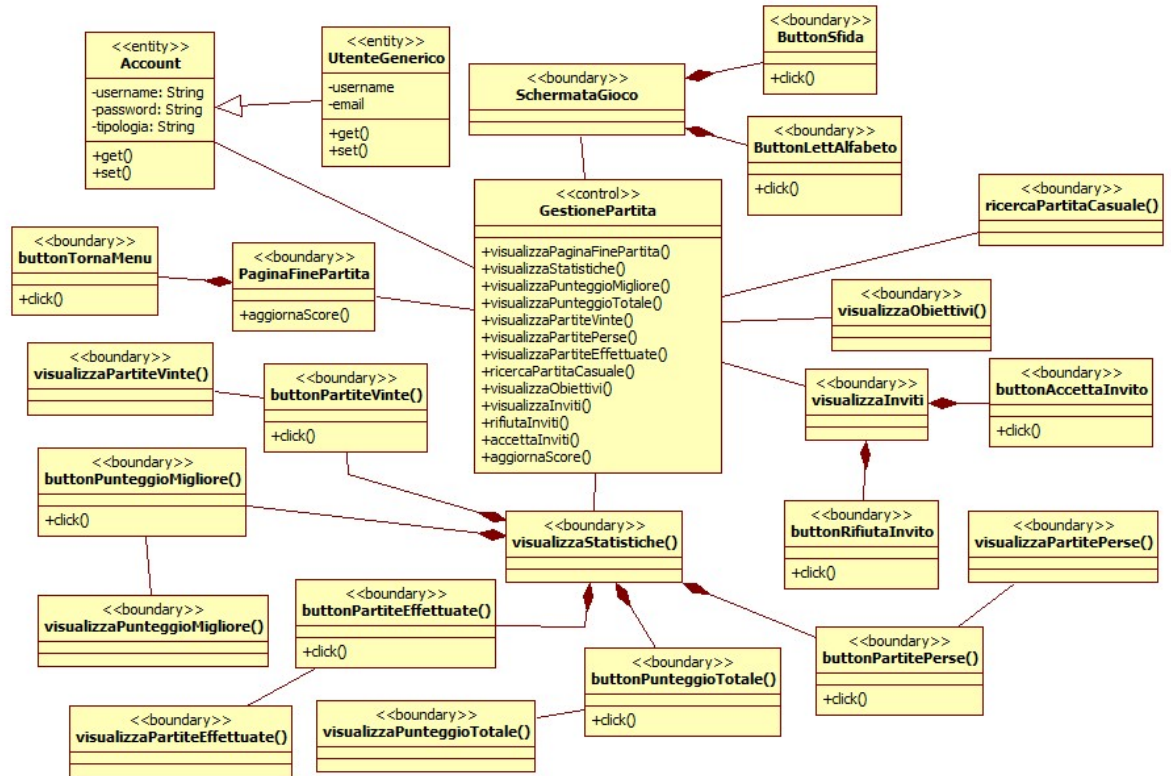 <<entity>>
Account
-username: String
-password: String
-tipologia: String
+get()
+set()
<<entity>>
UtenteGenerico
-username
-email
+get()
+set()
<<boundary>>
SchermataGioco
<<boundary>>
ButtonSfida
+click()
<<boundary>>
ButtonLettAlfabeto
+click()
<<control>>
GestionePartita
+visualizzaPaginaFinePartita()
+visualizzaStatistiche()
+visualizzaPunteggioMigliore()
+visualizzaPunteggioTotale()
+visualizzaPartiteVinte()
+visualizzaPartitePerse()
+visualizzaPartiteEffettuate()
+ricercaPartitaCasuale()
+visualizzaObiettivi()
+visualizzaInviti()
+rifiutaInviti()
+accettaInviti()
+aggiornaScore()
<<boundary>>
ricercaPartitaCasuale()
<<boundary>>
buttonTornaMenu
+click()
<<boundary>>
PaginaFinePartita
+aggiornaScore()
<<boundary>>
visualizzaObiettivi()
<<boundary>>
visualizzaPartiteVinte()
<<boundary>>
buttonPartiteVinte()
+click()
<<boundary>>
visualizzaInviti
<<boundary>>
buttonAccettaInvito
+click()
<<boundary>>
buttonPunteggioMigliore()
+click()
<<boundary>>
visualizzaStatistiche()
<<boundary>>
buttonRifiutaInvito
+click()
<<boundary>>
visualizzaPartitePerse()
<<boundary>>
visualizzaPunteggioMigliore()
<<boundary>>
buttonPartiteEffettuate()
+click()
<<boundary>>
buttonPunteggioTotale()
+click()
<<boundary>>
buttonPartitePerse()
+click()
<<boundary>>
visualizzaPartiteEffettuate()
<<boundary>>
visualizzaPunteggioTotale()